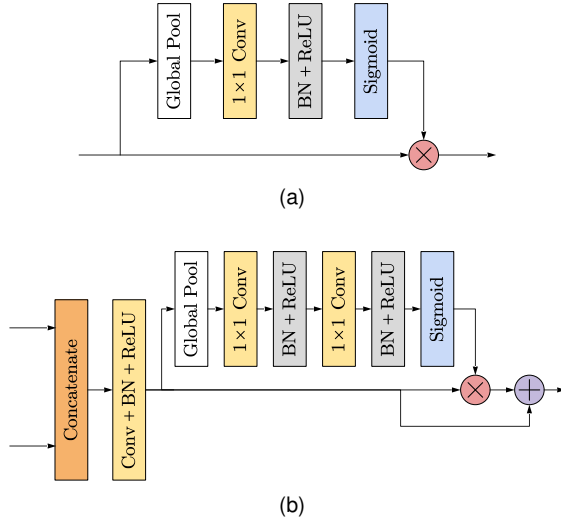 Global Pool
1×1 Conv
BN + ReLU
Sigmoid
×
(a)
Global Pool
1×1 Conv
BN + ReLU
1×1 Conv
BN + ReLU
Sigmoid
Concatenate
Conv + BN + ReLU
×
+
(b)